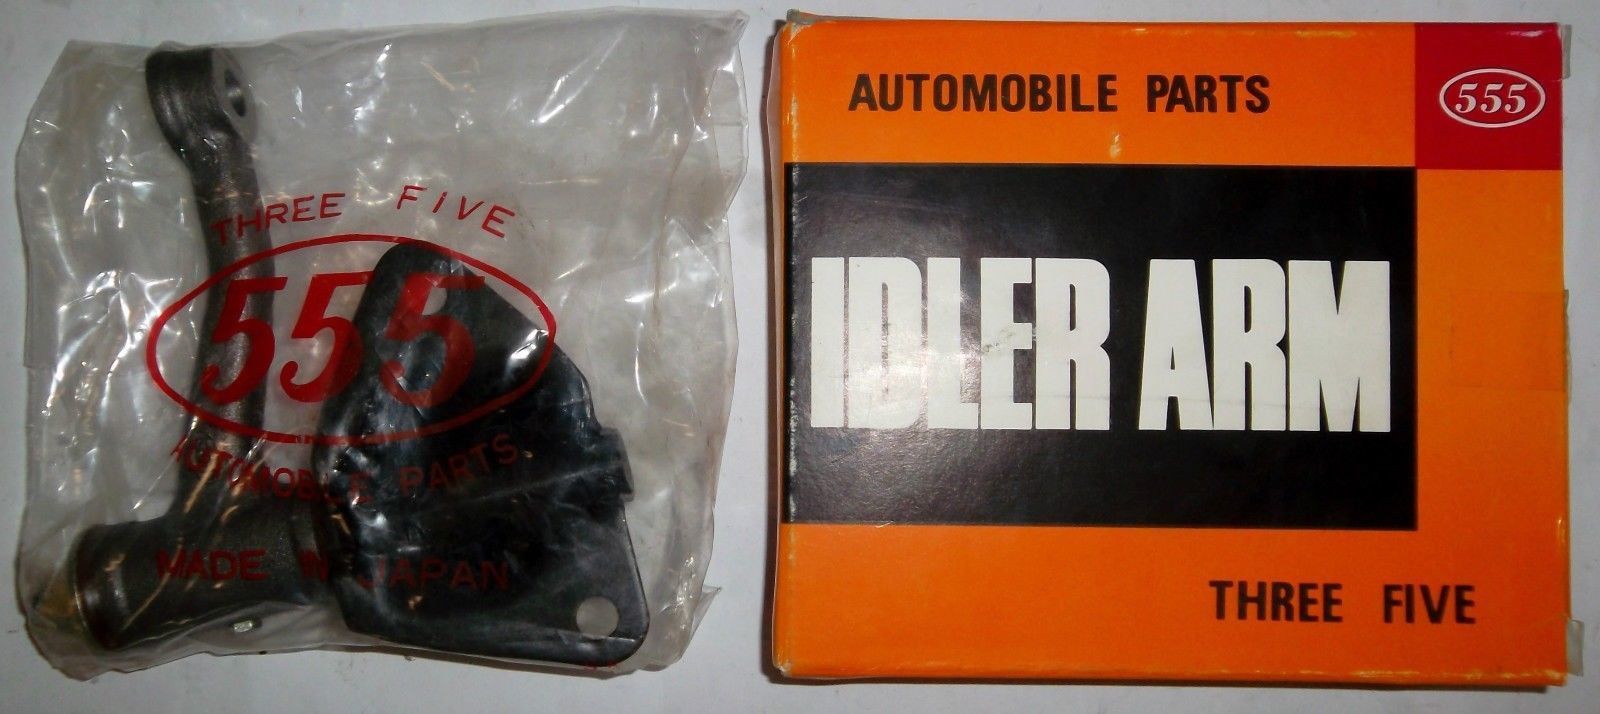 THREE FIVE
555
AUTOMOBILE PARTS
MADE IN JAPAN
AUTOMOBILE PARTS
555
IDLER ARM
THREE FIVE